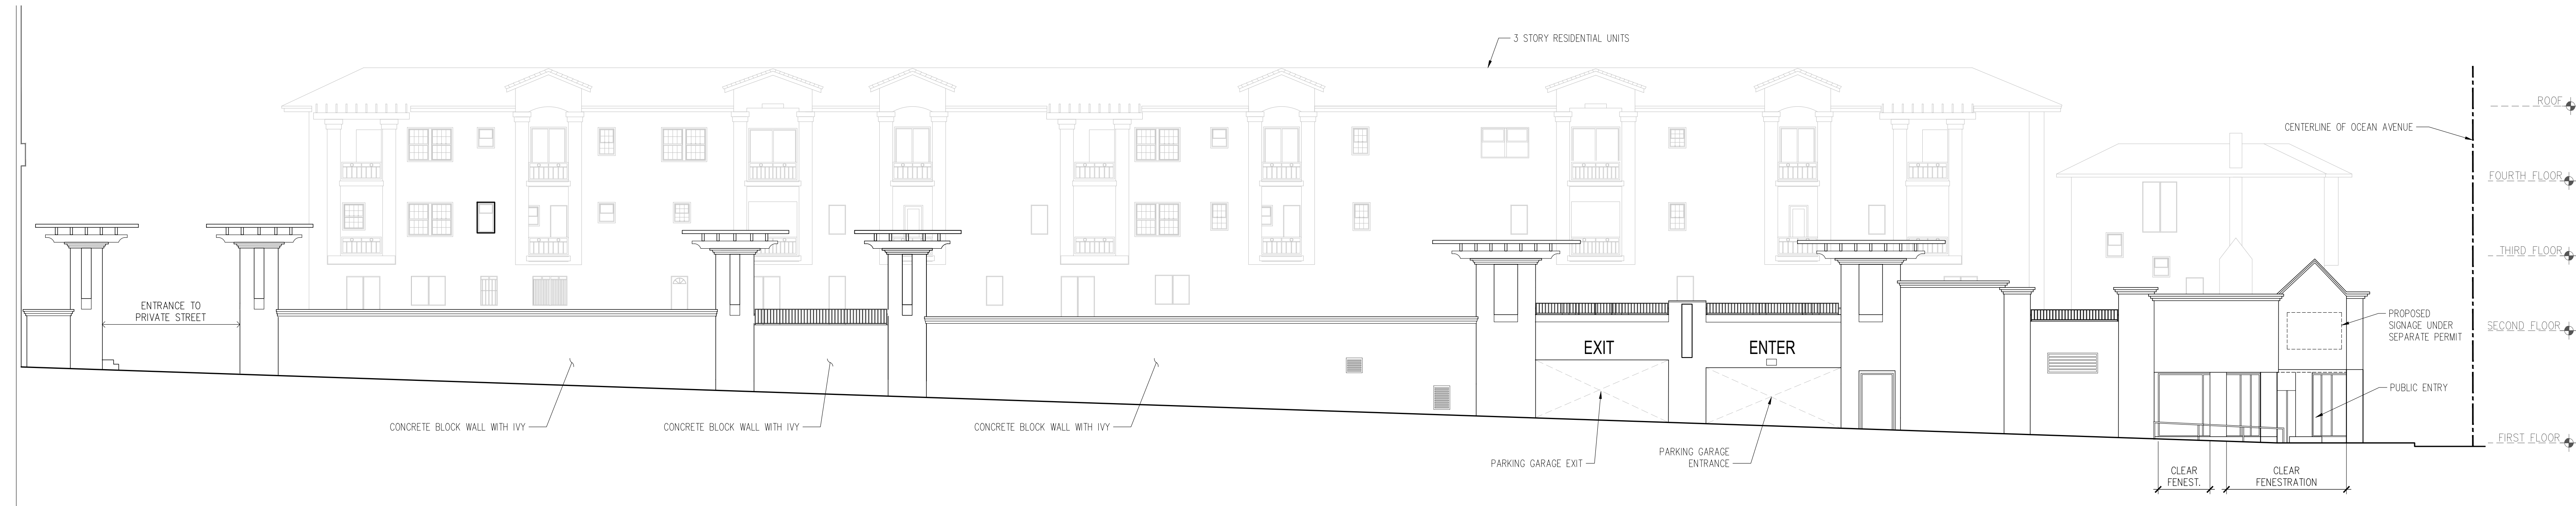 3 STORY RESIDENTIAL UNITS
ROOF
CENTERLINE OF OCEAN AVENUE
FOURTH FLOOR
THIRD FLOOR
ENTRANCE TO
PRIVATE STREET
PROPOSED
SIGNAGE UNDER
SEPARATE PERMIT
SECOND FLOOR
EXIT
ENTER
PUBLIC ENTRY
CONCRETE BLOCK WALL WITH IVY
CONCRETE BLOCK WALL WITH IVY
CONCRETE BLOCK WALL WITH IVY
FIRST FLOOR
PARKING GARAGE EXIT
PARKING GARAGE
ENTRANCE
CLEAR
FENEST.
CLEAR
FENESTRATION